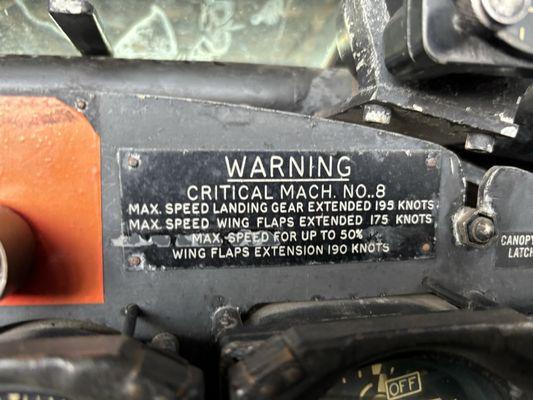 WARNING
CRITICAL MACH. NO..8
MAX. SPEED LANDING GEAR EXTENDED 195 KNOTS
MAX. SPEED WING FLAPS EXTENDED 175 KNOTS
MAX. SPEED FOR UP TO 50%
WING FLAPS EXTENSION 190 KNOTS
CANOPY
LATCH
OFF